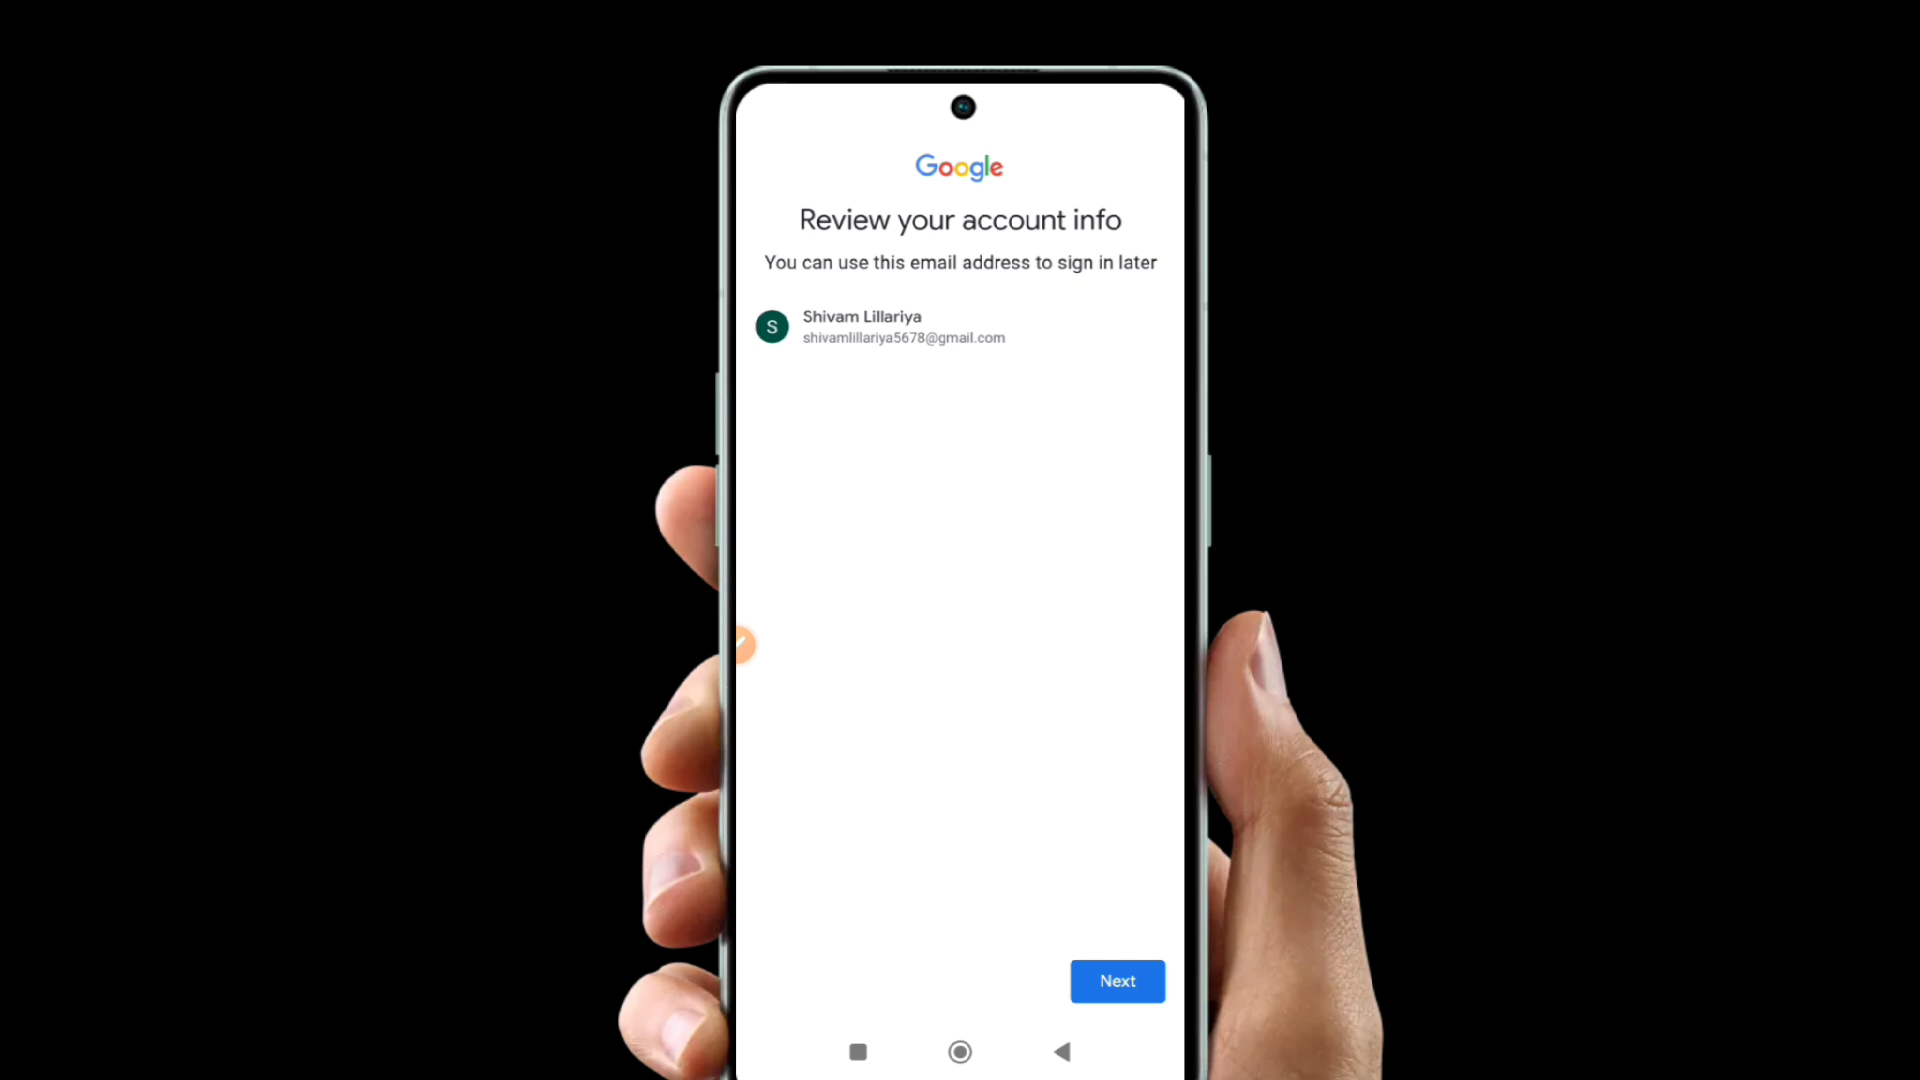 Google
Review your account info
You can use this email address to sign in later
S
Shivam Lillariya
shivamlillariya5678@gmail.com
Next